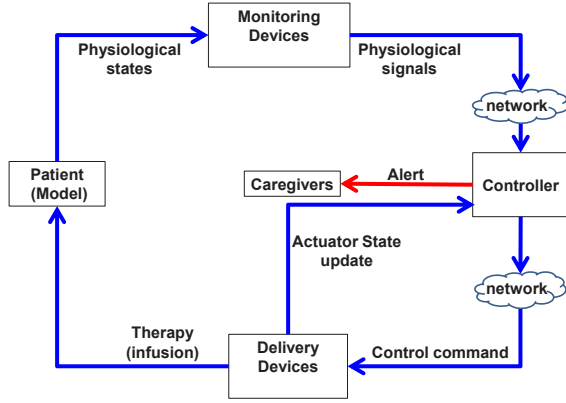 Monitoring
Devices
Physiological
states
Physiological
signals
network
Patient
(Model)
Caregivers
Alert
Controller
Actuator State
update
network
Therapy
(infusion)
Delivery
Devices
Control command